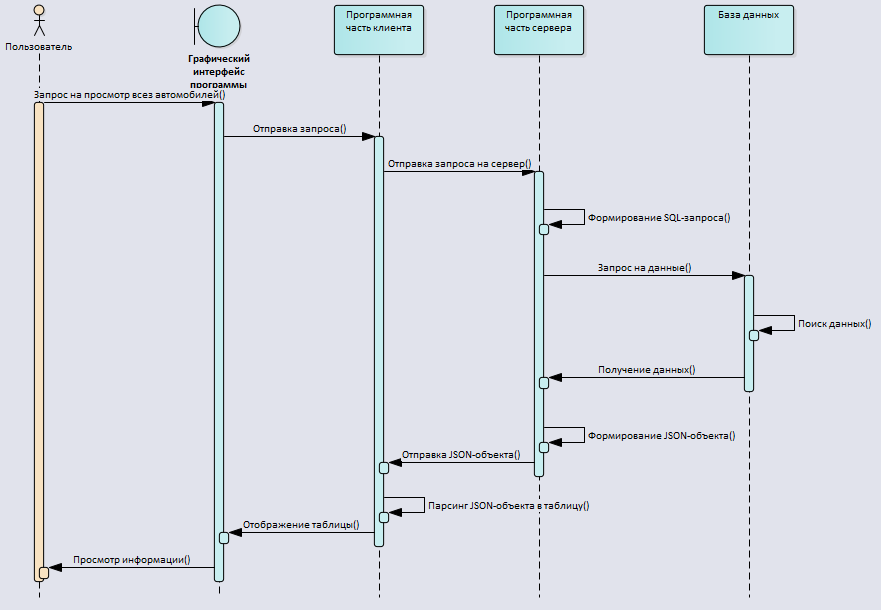 Пользователь
Графический
интерфейс
программы
Программная
часть клиента
Программная
часть сервера
База данных
Запрос на просмотр всез автомобилей()
Отправка запроса()
Отправка запроса на сервер()
Формирование SQL-запроса()
Запрос на данные()
Поиск данных()
Получение данных()
Формирование JSON-объекта()
Отправка JSON-объекта()
Парсинг JSON-объекта в таблицу()
Отображение таблицы()
Просмотр информации()